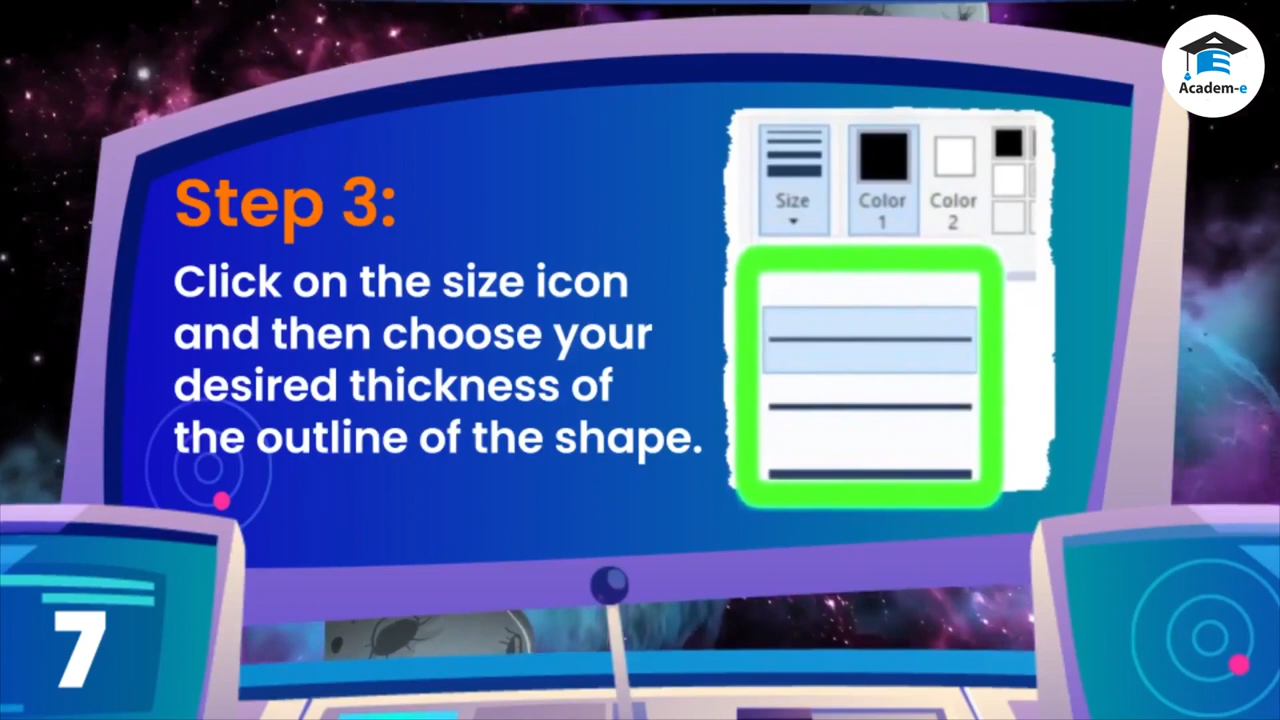 Academ-e
Step 3:
Click on the size icon
and then choose your
desired thickness of
the outline of the shape.
Size
Color
1
Color
2
7